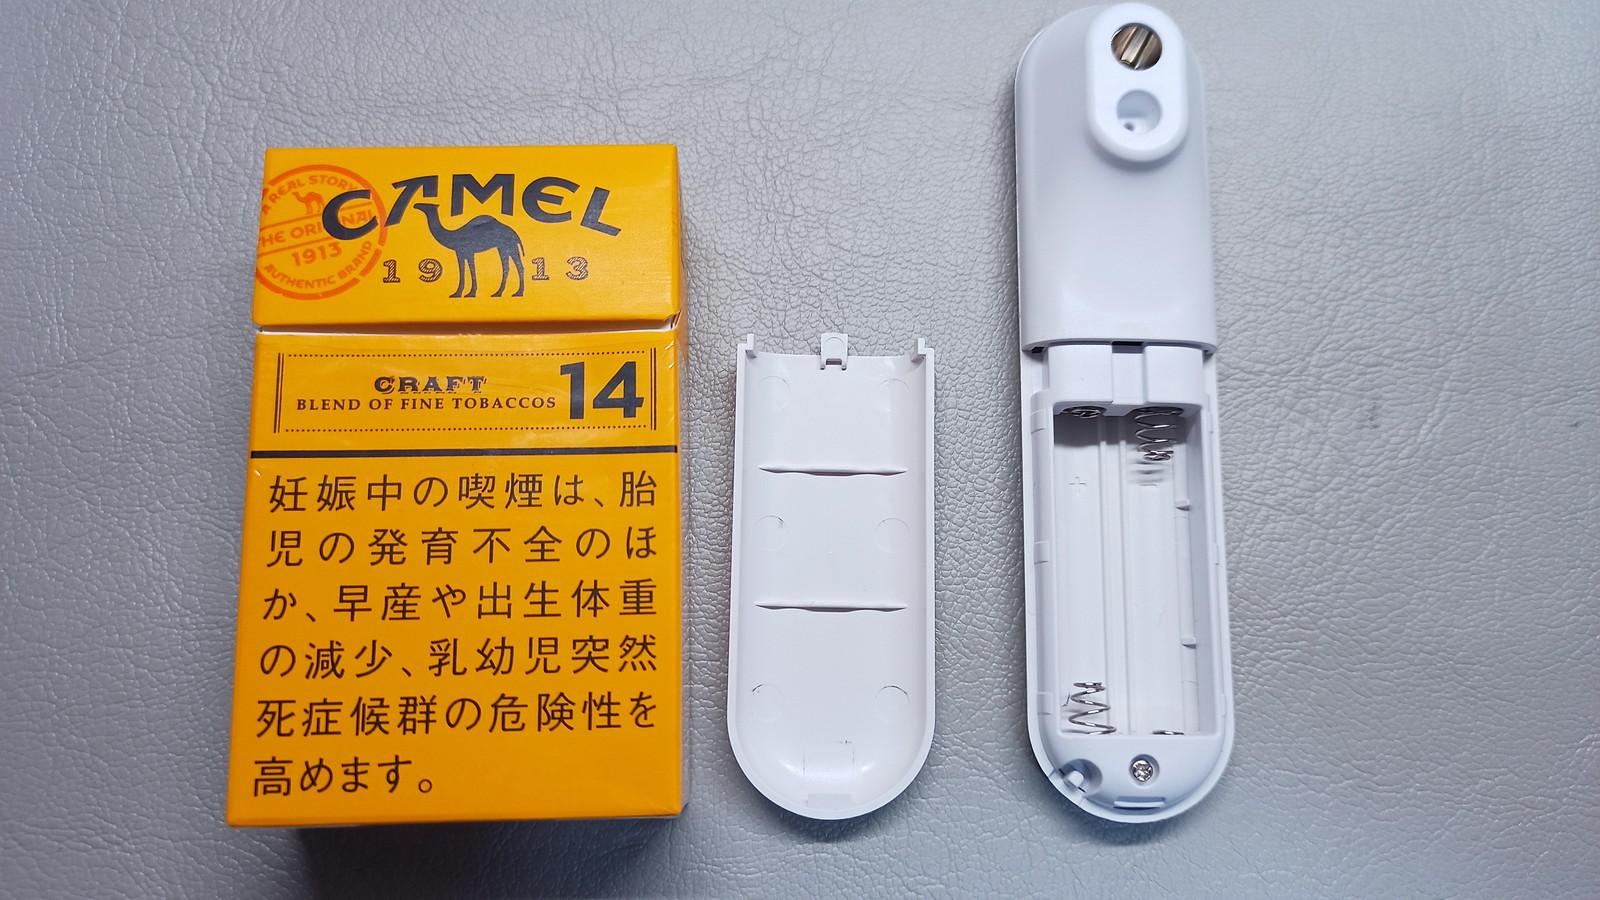 A REAL STORY
THE ORIGINAL
1913
AUTHENTIC BRAND
CAMEL
1913
CRAFT
BLEND OF FINE TOBACCOS
14
妊娠中の喫煙は、胎
児の発育不全のほ
か、早産や出生体重
の減少、乳幼児突然
死症候群の危険性を
高めます。
+